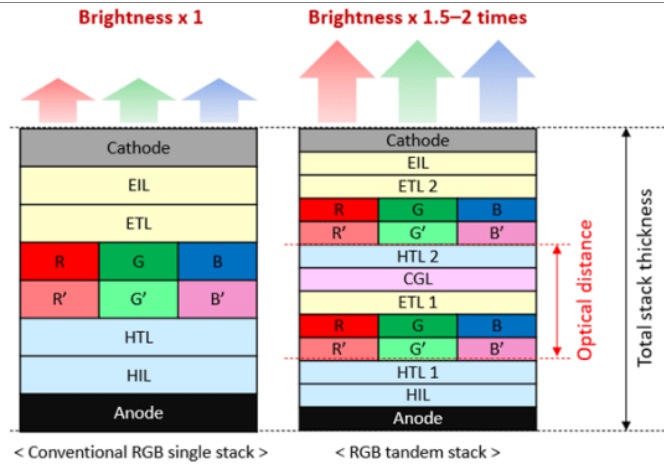 Brightness x 1
Brightness x 1.5–2 times
Cathode
EIL
ETL
R G B
R’ G’ B’
HTL
HIL
Anode
< Conventional RGB single stack >
Cathode
EIL
ETL 2
R G B
R’ G’ B’
HTL 2
CGL
ETL 1
R G B
R’ G’ B’
HTL 1
HIL
Anode
< RGB tandem stack >
Optical distance
Total stack thickness